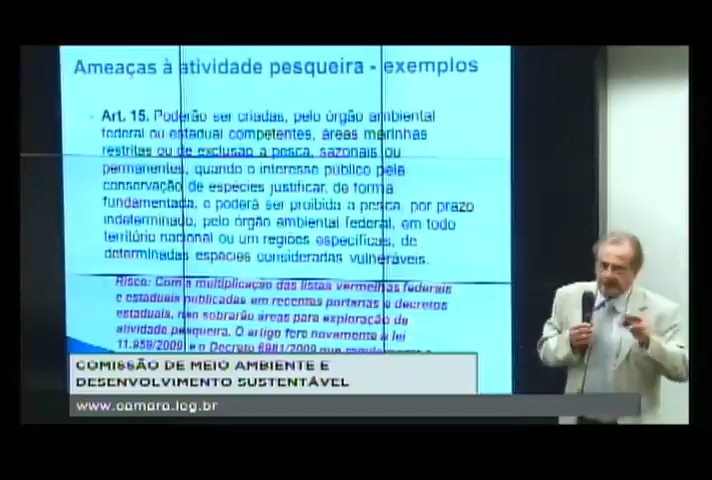 Ameaças à atividade pesqueira - exemplos
Art. 15. Poderão ser criadas, pelo órgão ambiental
federal ou estadual competentes, áreas marinhas
restritas ou de exclusão a pesca, sazonais ou
permanentes, quando o interesse público pela
conservação de espécies justificar, de forma
fundamentada, e poderá ser proibida a pesca, por prazo
indeterminado, pelo órgão ambiental federal, em todo
território nacional ou um regiões específicas, de
determinadas espécies consideradas vulneráveis.
Risco: Com a multiplicação das listas vermelhas federais
e estaduais publicadas em recentes portarias e decretos
estaduais, não sobrarão áreas para exploração da
atividade pesqueira. O artigo fere novamente a lei
11.959/2009 e o Decreto 6981/2009 que
COMISSÃO DE MEIO AMBIENTE E
DESENVOLVIMENTO SUSTENTÁVEL
www.camara.leg.br